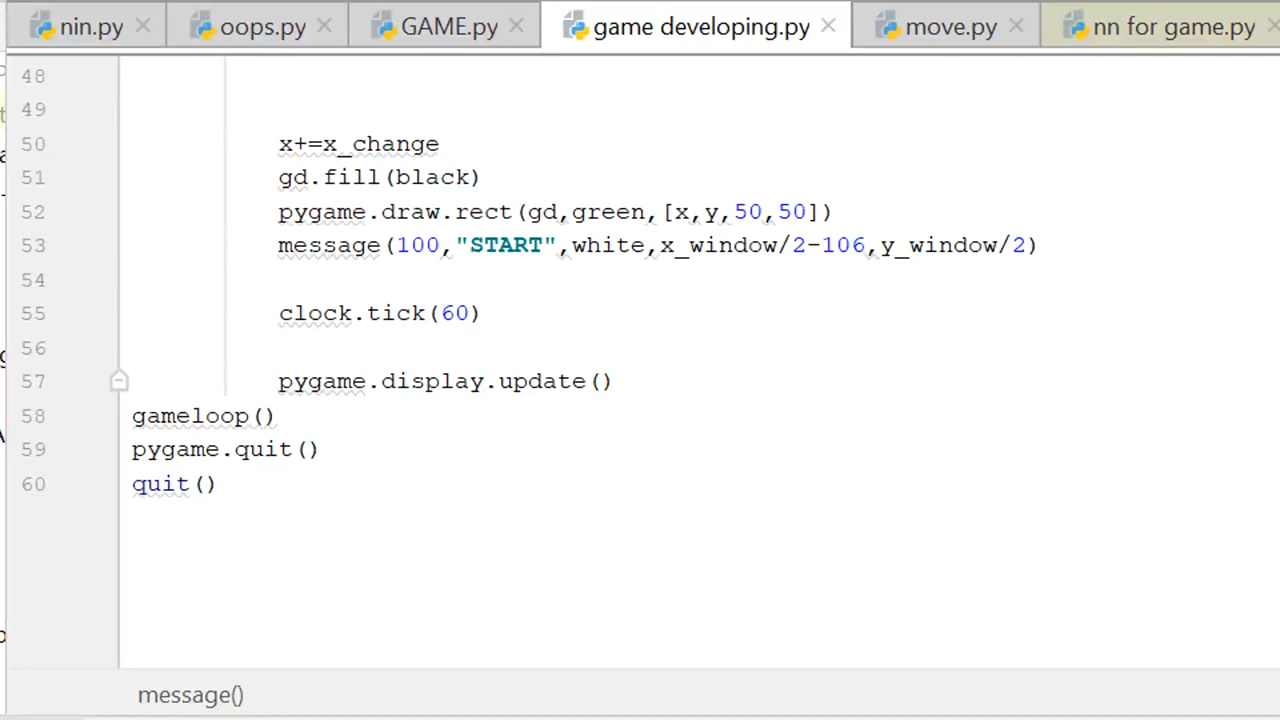 nin.py oops.py GAME.py game developing.py move.py nn for game.py
48
49
50 x+=x_change
51 gd.fill(black)
52 pygame.draw.rect(gd,green,[x,y,50,50])
53 message(100,"START",white,x_window/2-106,y_window/2)
54
55 clock.tick(60)
56
57 pygame.display.update()
58 gameloop()
59 pygame.quit()
60 quit()
message()